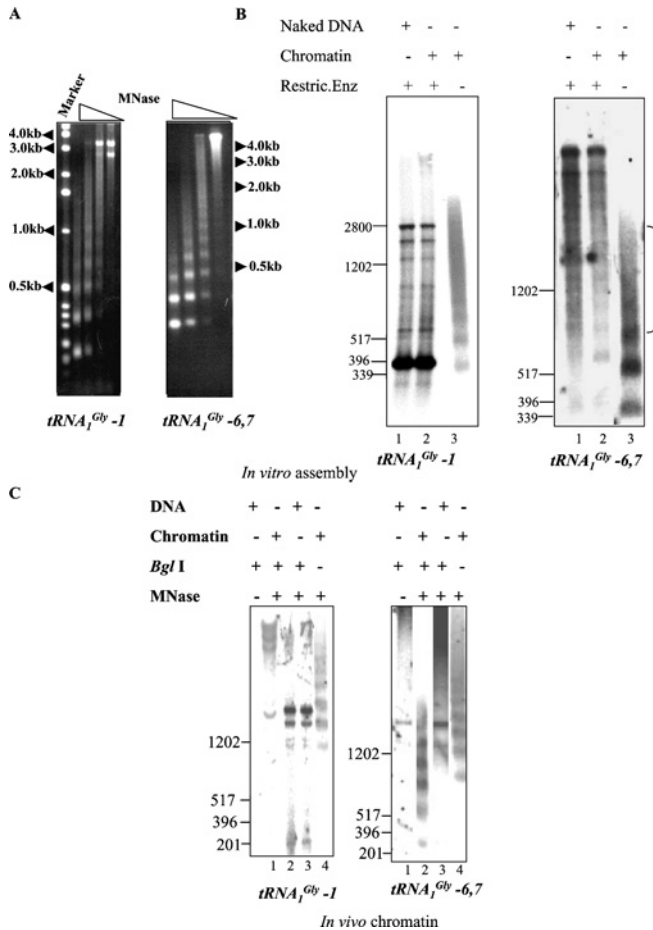 A
B
Marker
MNase
4.0kb
3.0kb
2.0kb
1.0kb
0.5kb
4.0kb
3.0kb
2.0kb
1.0kb
0.5kb
tRNA1Gly -1
tRNA1Gly -6,7
Naked DNA + - - + - -
Chromatin - + + - + +
Restric.Enz + + - + + -
2800
1202
517
396
339
1 2 3
tRNA1Gly -1
1202
517
396
339
1 2 3
tRNA1Gly -6,7
In vitro assembly
C
DNA + - + - + - + -
Chromatin - + - + - + - +
Bgl I + + + - + + + -
MNase - + + + - + + +
1202
517
396
201
1 2 3 4
tRNA1Gly -1
1202
517
396
201
1 2 3 4
tRNA1Gly -6,7
In vivo chromatin